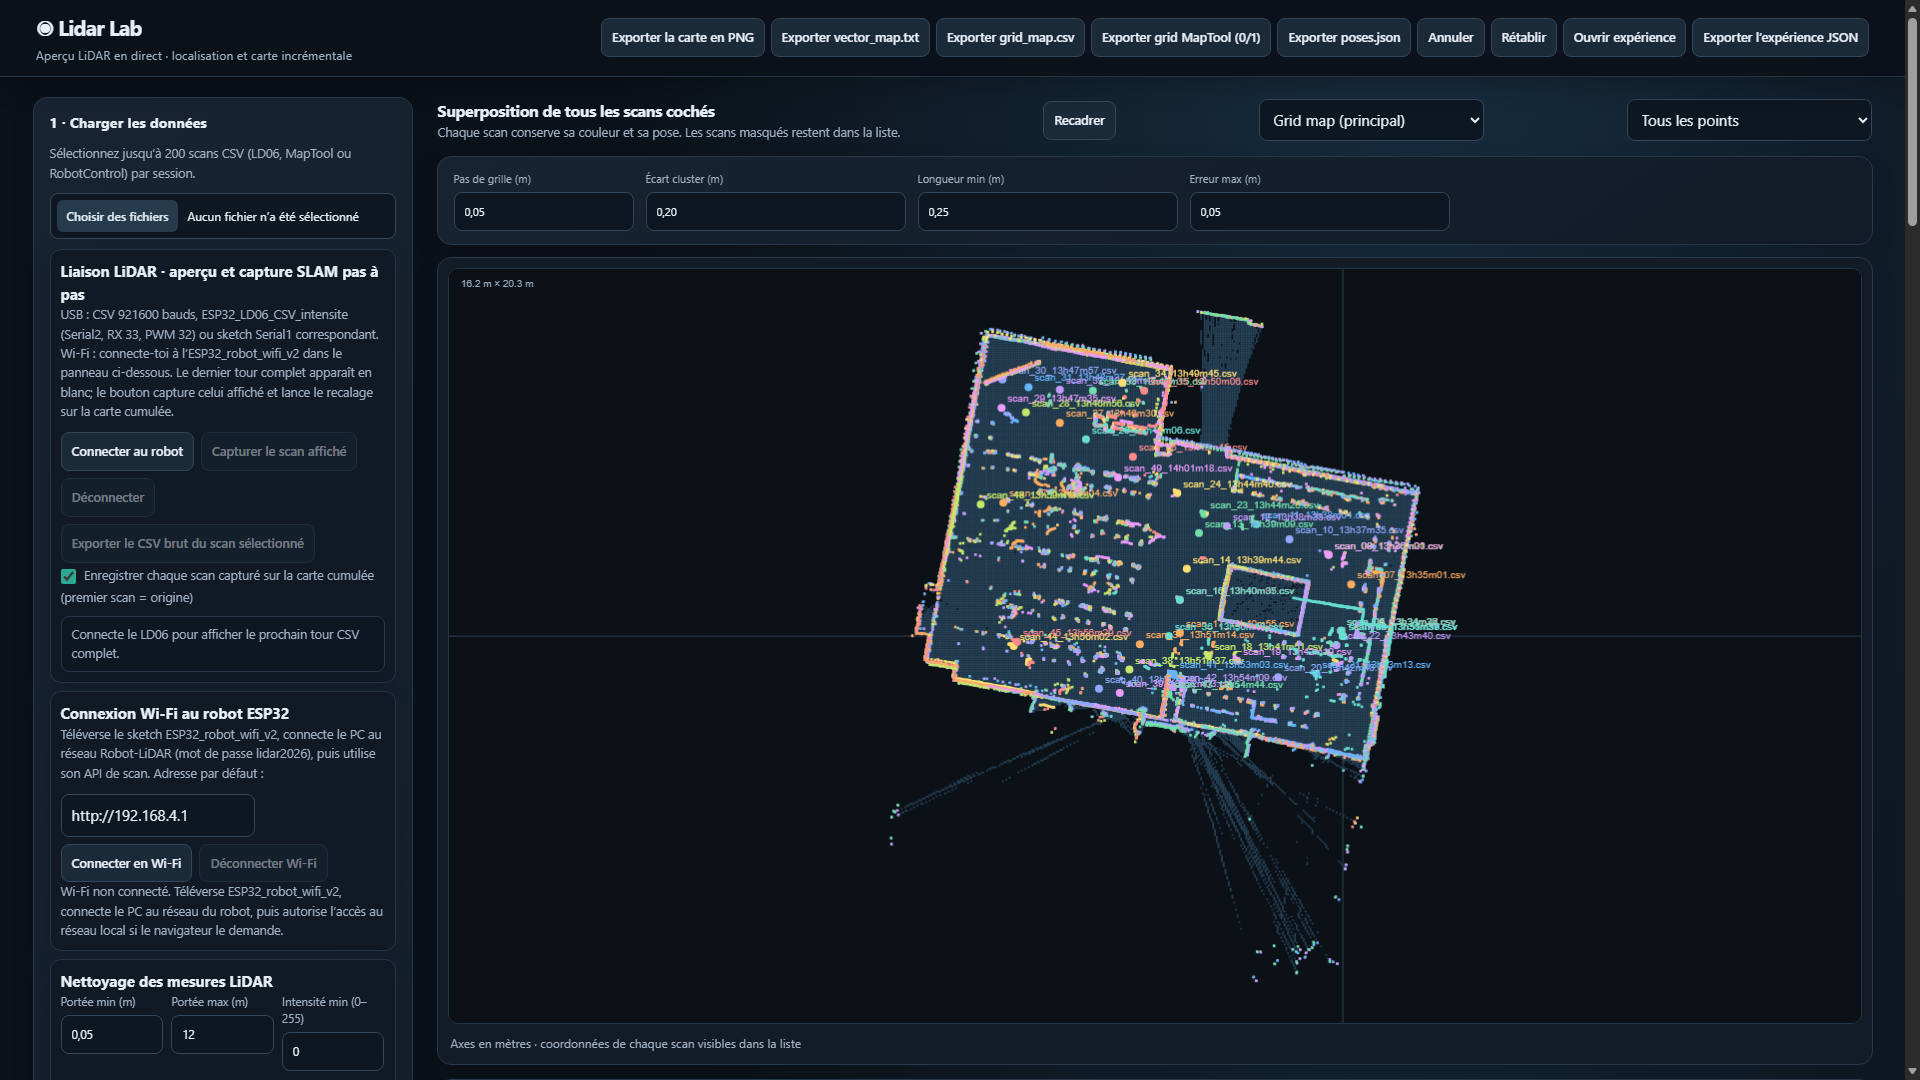 Lidar Lab
Aperçu LiDAR en direct · localisation et carte incrémentale
Exporter la carte en PNG
Exporter vector_map.txt
Exporter grid_map.csv
Exporter grid MapTool (0/1)
Exporter poses.json
Annuler
Rétablir
Ouvrir expérience
Exporter l'expérience JSON
1 · Charger les données
Sélectionnez jusqu'à 200 scans CSV (LD06, MapTool ou
RobotControl) par session.
Choisir des fichiers
Aucun fichier n'a été sélectionné
Liaison LiDAR · aperçu et capture SLAM pas à
pas
USB : CSV 921600 bauds, ESP32_LD06_CSV_intensite
(Serial2, RX 33, PWM 32) ou sketch Serial1 correspondant.
Wi-Fi : connecte-toi à l'ESP32_robot_wifi_v2 dans le
panneau ci-dessous. Le dernier tour complet apparaît en
blanc; le bouton capture celui affiché et lance le recalage
sur la carte cumulée.
Connecter au robot
Capturer le scan affiché
Déconnecter
Exporter le CSV brut du scan sélectionné
Enregistrer chaque scan capturé sur la carte cumulée
(premier scan = origine)
Connecte le LD06 pour afficher le prochain tour CSV
complet.
Connexion Wi-Fi au robot ESP32
Téléverse le sketch ESP32_robot_wifi_v2, connecte le PC au
réseau Robot-LiDAR (mot de passe lidar2026), puis utilise
son API de scan. Adresse par défaut :
http://192.168.4.1
Connecter en Wi-Fi
Déconnecter Wi-Fi
Wi-Fi non connecté. Téléverse ESP32_robot_wifi_v2,
connecte le PC au réseau du robot, puis autorise l'accès au
réseau local si le navigateur le demande.
Nettoyage des mesures LiDAR
Portée min (m)
Portée max (m)
Intensité min (0–
255)
0,05
12
0
Superposition de tous les scans cochés
Chaque scan conserve sa couleur et sa pose. Les scans masqués restent dans la liste.
Recadrer
Grid map (principal)
Tous les points
Pas de grille (m)
Écart cluster (m)
Longueur min (m)
Erreur max (m)
0,05
0,20
0,25
0,05
16.2 m × 20.3 m
scan_30_13h47m57.csv
scan_34_13h49m45.csv
scan_49_14h01m18.csv
scan_24_13h44m40.csv
scan_23_13h44m26.csv
scan_13_13h39m09.csv
scan_10_13h37m35.csv
scan_14_13h39m44.csv
scan_07_13h35m01.csv
scan_22_13h43m40.csv
Axes en mètres · coordonnées de chaque scan visibles dans la liste